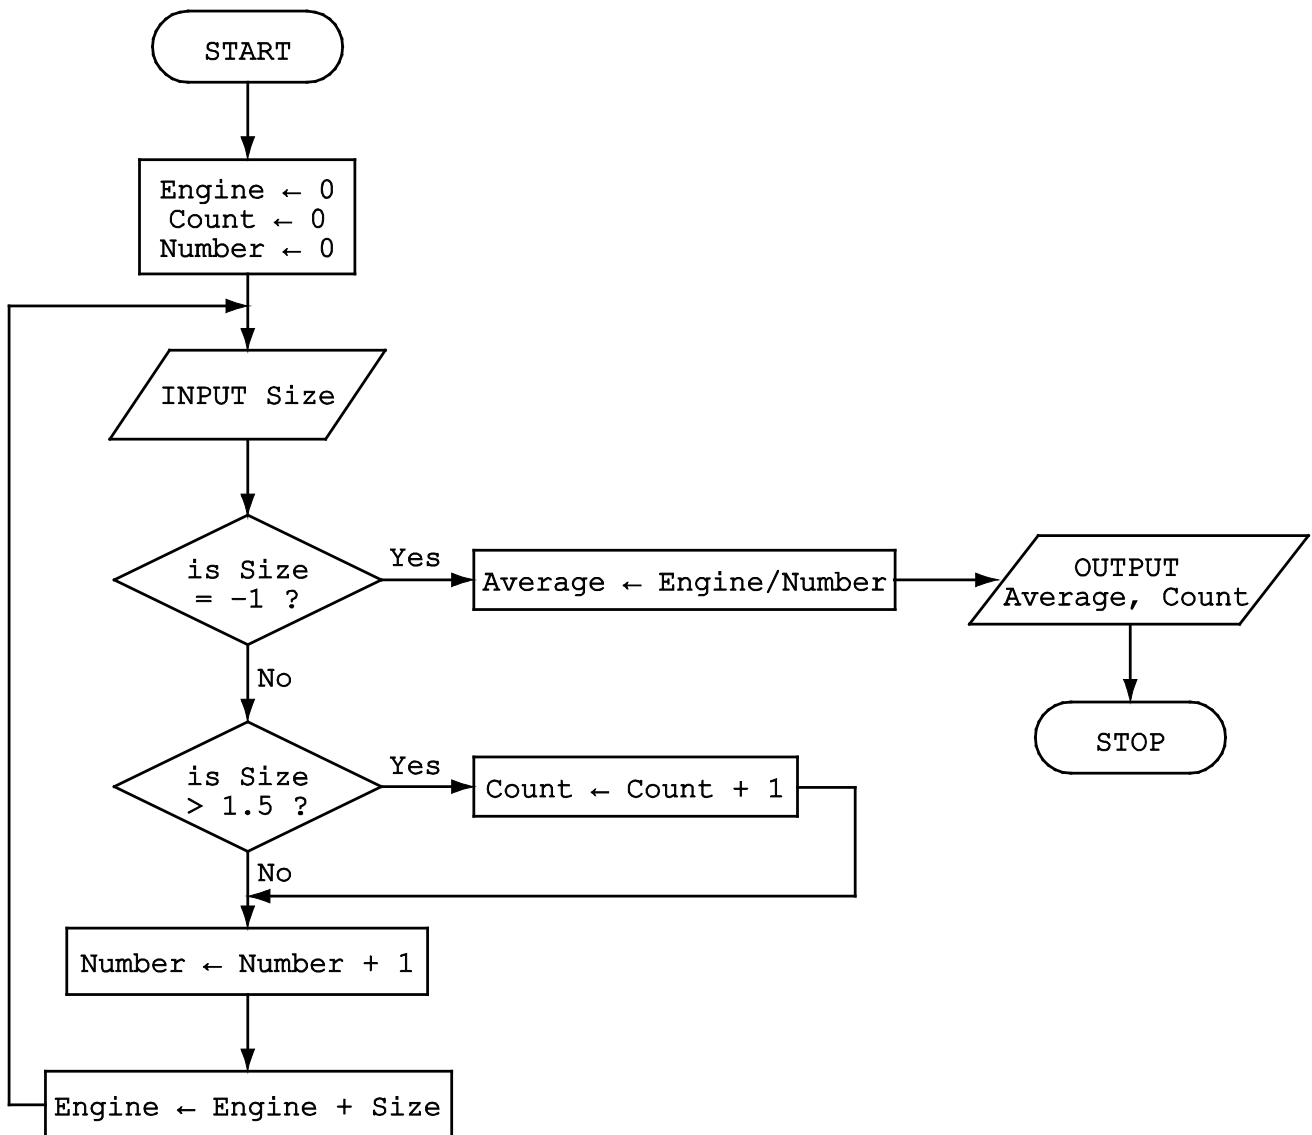 START
Engine ← 0
Count ← 0
Number ← 0
INPUT Size
is Size
= −1 ?
Yes
Average ← Engine/Number
OUTPUT
Average, Count
No
STOP
is Size
> 1.5 ?
Yes
Count ← Count + 1
No
Number ← Number + 1
Engine ← Engine + Size